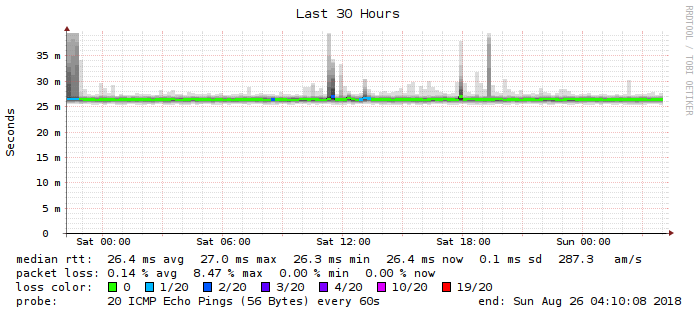 Last 30 Hours
RRDTOOL / TOBI OETIKER
Seconds
35 m
30 m
25 m
20 m
15 m
10 m
5 m
0
Sat 00:00 Sat 06:00 Sat 12:00 Sat 18:00 Sun 00:00
median rtt: 26.4 ms avg 27.0 ms max 26.3 ms min 26.4 ms now 0.1 ms sd 287.3 am/s
packet loss: 0.14 % avg 8.47 % max 0.00 % min 0.00 % now
loss color: 0 1/20 2/20 3/20 4/20 10/20 19/20
probe: 20 ICMP Echo Pings (56 Bytes) every 60s end: Sun Aug 26 04:10:08 2018